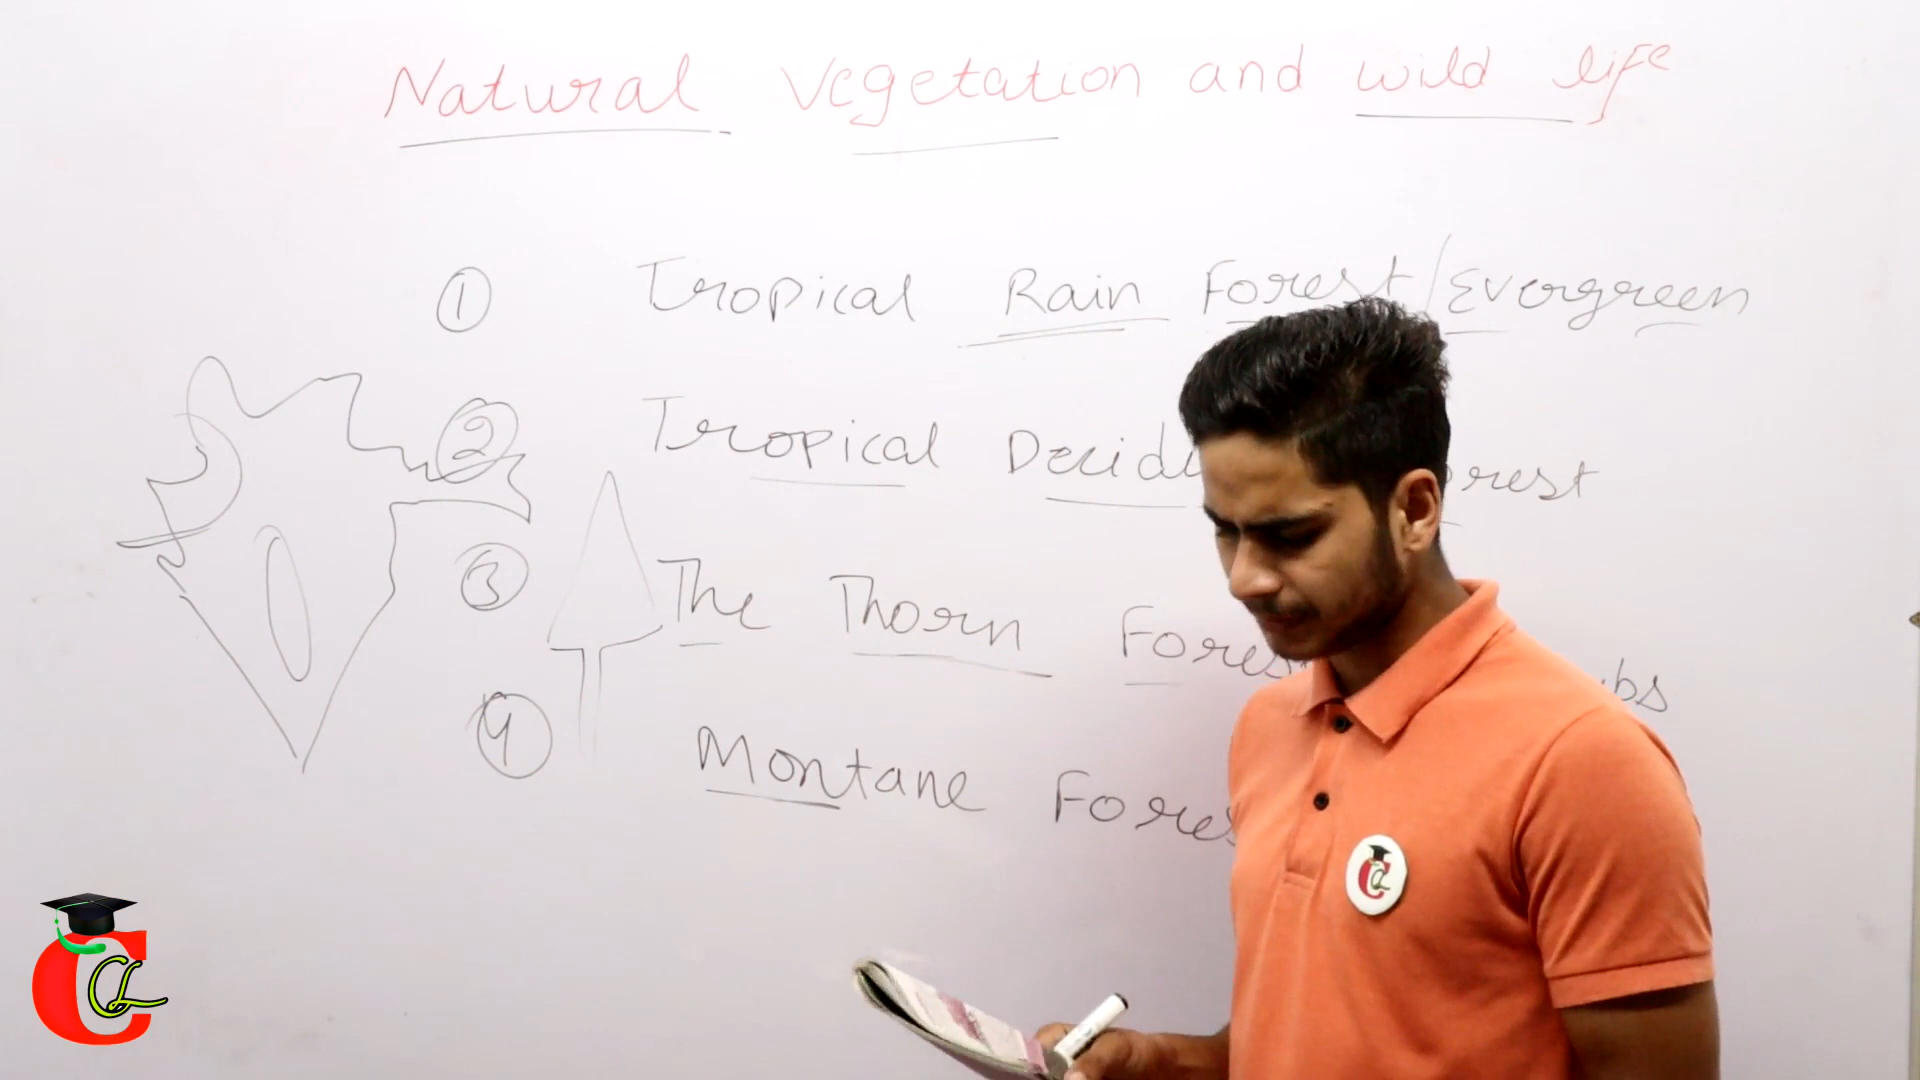 Natural Vegetation and wild life
① Tropical Rain Forest/Evergreen
② Tropical
③ The Thorn
④ Montane